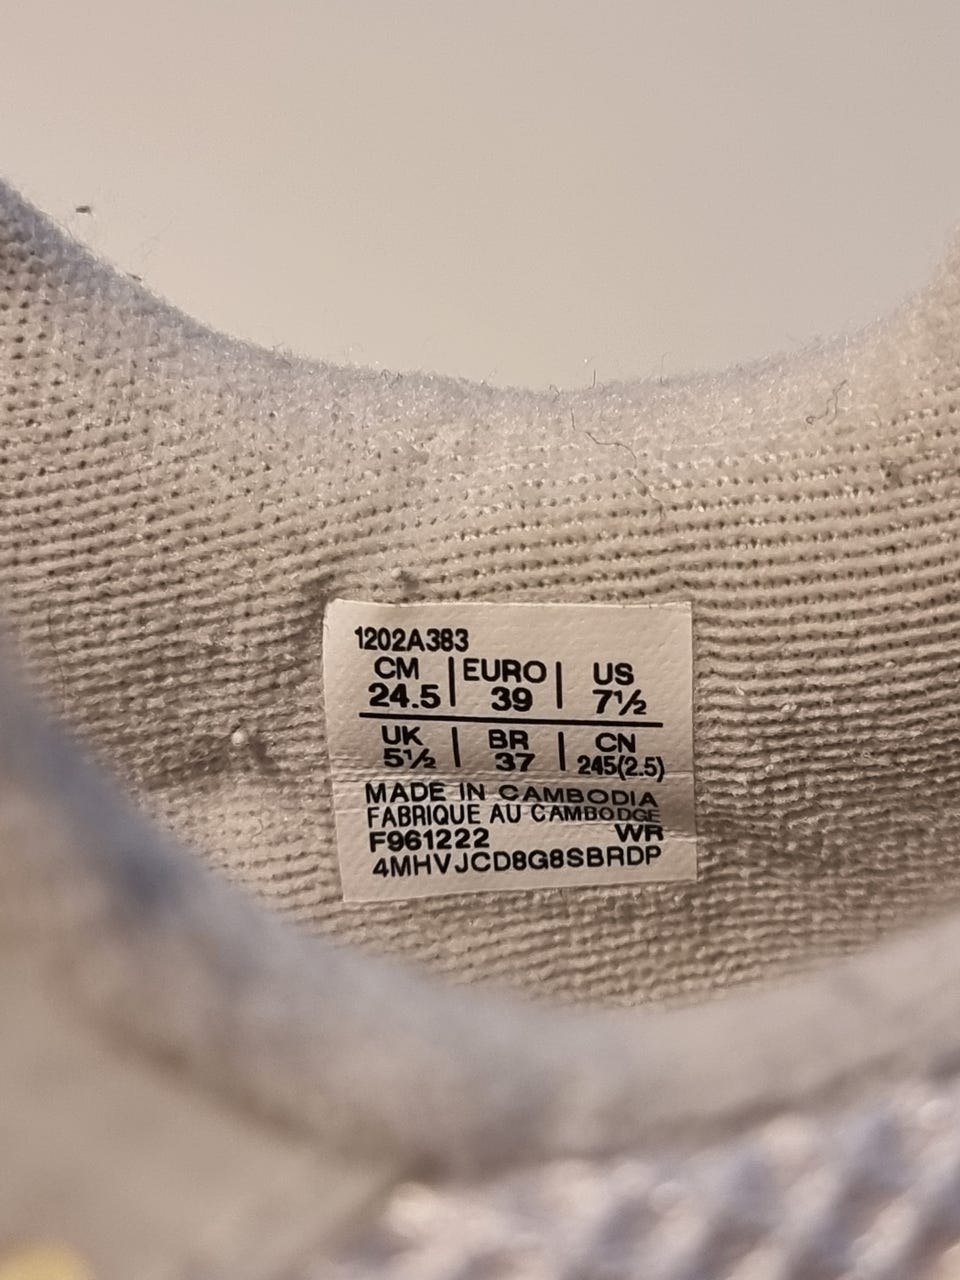 1202A383
CM | EURO | US
24.5 | 39 | 7½
UK | BR | CN
5½ | 37 | 245(2.5)
MADE IN CAMBODIA
FABRIQUE AU CAMBODGE
F961222 WR
4MHVJCD8G8SBRDP